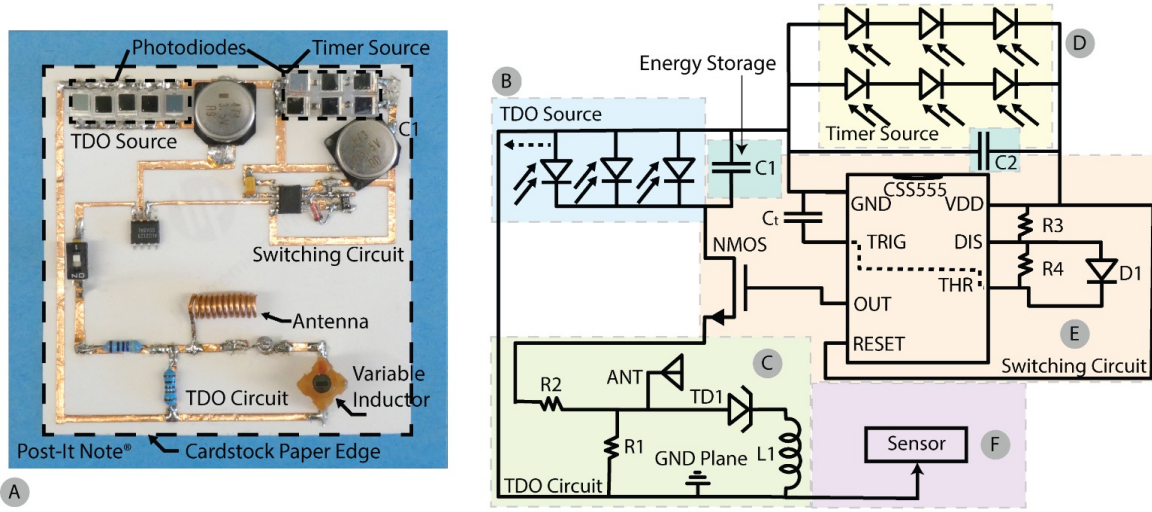 Photodiodes
Timer Source
TDO Source
C1
Switching Circuit
Antenna
Variable
Inductor
TDO Circuit
Post-It Note®
Cardstock Paper Edge
A
B
TDO Source
Energy Storage
C1
Timer Source
D
C2
CSS555
GND
VDD
TRIG
DIS
THR
OUT
RESET
Ct
R3
R4
D1
NMOS
E
Switching Circuit
C
ANT
R2
TD1
R1
GND Plane
L1
TDO Circuit
Sensor
F